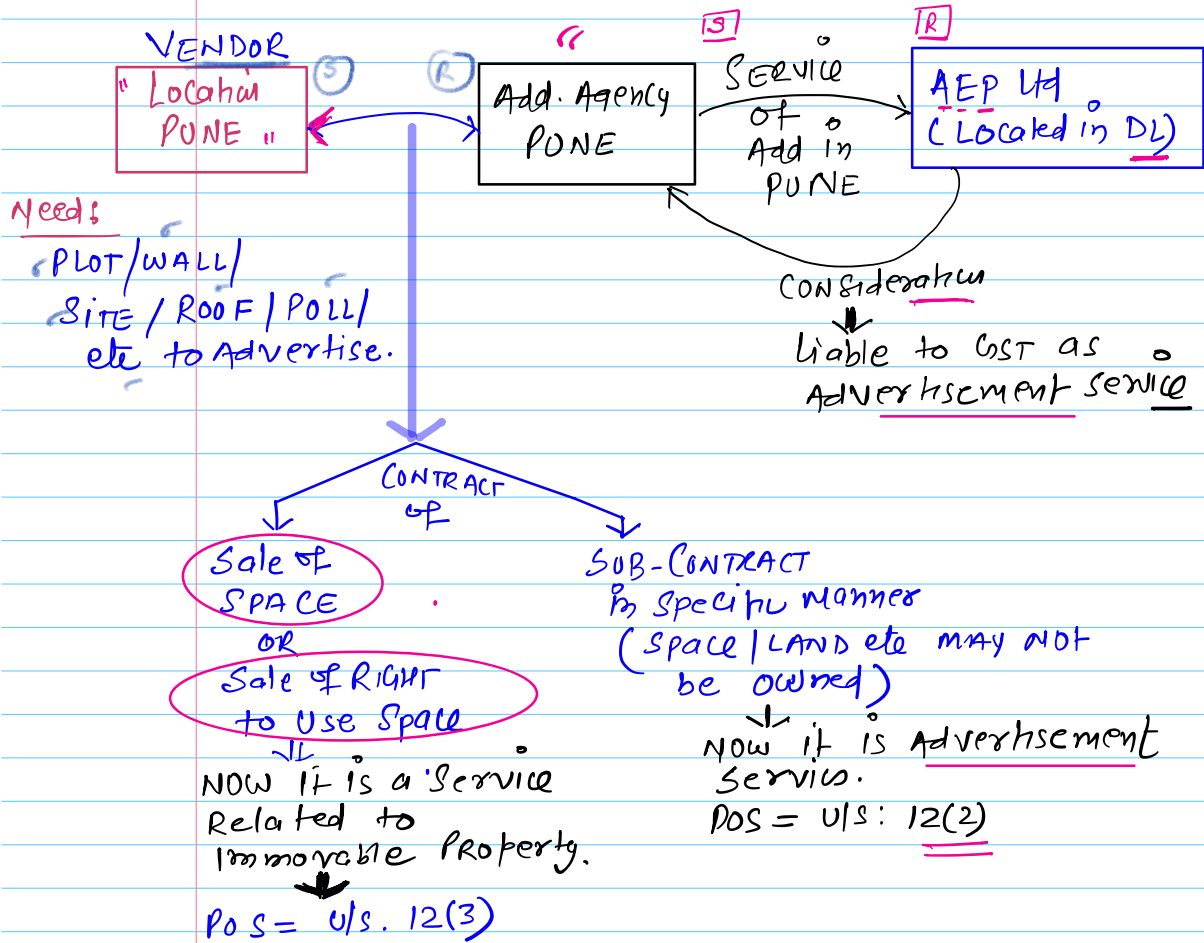 VENDOR
" Location
PUNE "
S
R
Add. Agency
PUNE
"
S
SERVICE
of
Add in
PUNE
R
AEP Ltd
(Located in DL)
Need:
PLOT/WALL/
SITE / ROOF / POLL/
etc to Advertise.
Consideration
Liable to GST as
Advertisement Service
CONTRACT
of
Sale of
SPACE
OR
Sale of RIGHT
to Use Space
NOW it is a Service
Related to
Immovable Property.
POS = U/S. 12(3)
SUB-CONTRACT
in Specific Manner
(Space/LAND etc MAY NOT
be owned)
NOW it is Advertisement
Service.
POS = U/S: 12(2)